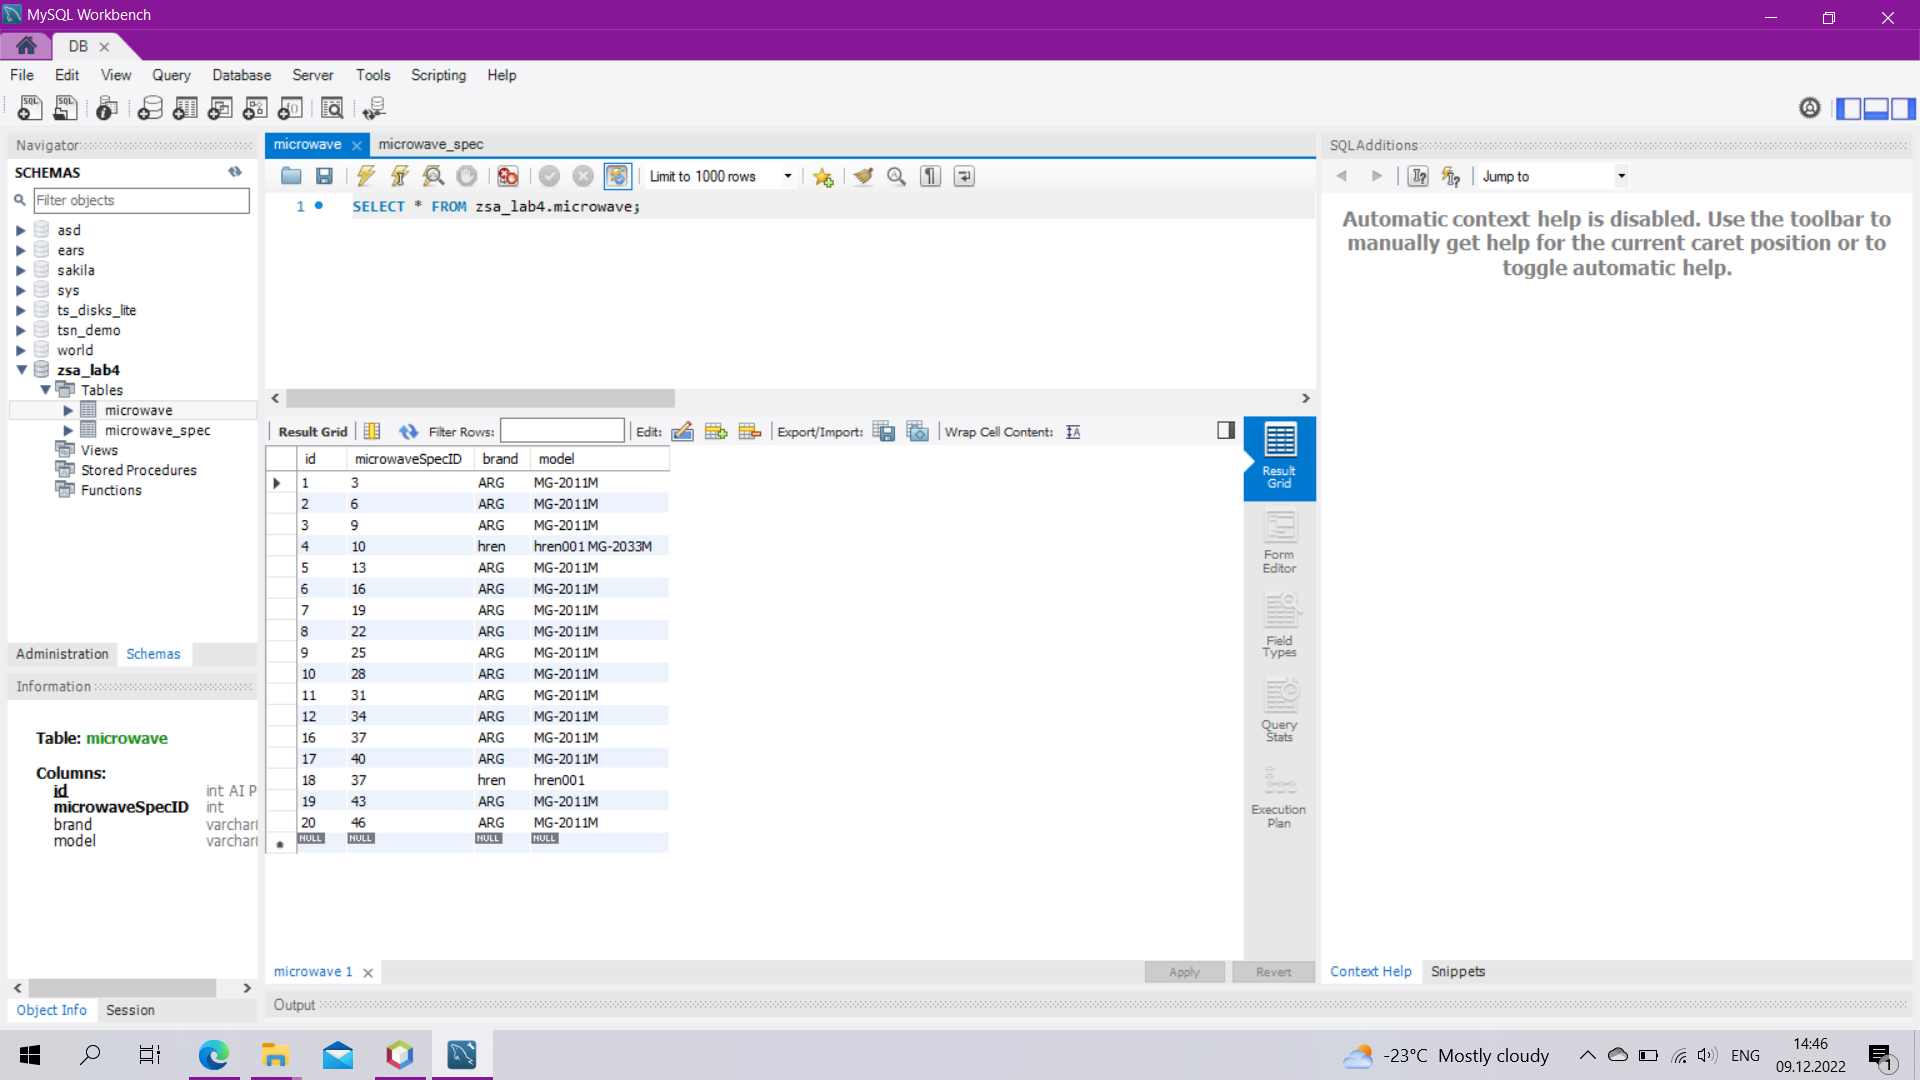 MySQL Workbench
DB
File Edit View Query Database Server Tools Scripting Help
Navigator
SCHEMAS
Filter objects
asd
ears
sakila
sys
ts_disks_lite
tsn_demo
world
zsa_lab4
Tables
microwave
microwave_spec
Views
Stored Procedures
Functions
Administration Schemas
Information
Table: microwave
Columns:
id int AI P
microwaveSpecID int
brand varchar(
model varchar(
Object Info Session
microwave microwave_spec
Limit to 1000 rows
1 SELECT * FROM zsa_lab4.microwave;
Result Grid Filter Rows: Edit: Export/Import: Wrap Cell Content:
id microwaveSpecID brand model
1 3 ARG MG-2011M
2 6 ARG MG-2011M
3 9 ARG MG-2011M
4 10 hren hren001 MG-2033M
5 13 ARG MG-2011M
6 16 ARG MG-2011M
7 19 ARG MG-2011M
8 22 ARG MG-2011M
9 25 ARG MG-2011M
10 28 ARG MG-2011M
11 31 ARG MG-2011M
12 34 ARG MG-2011M
16 37 ARG MG-2011M
17 40 ARG MG-2011M
18 37 hren hren001
19 43 ARG MG-2011M
20 46 ARG MG-2011M
NULL NULL NULL NULL
Result
Grid
Form
Editor
Field
Types
Query
Stats
Execution
Plan
microwave 1 Apply Revert
Output
SQLAdditions
Jump to
Automatic context help is disabled. Use the toolbar to
manually get help for the current caret position or to
toggle automatic help.
Context Help Snippets
-23°C Mostly cloudy ENG
14:46
09.12.2022
1